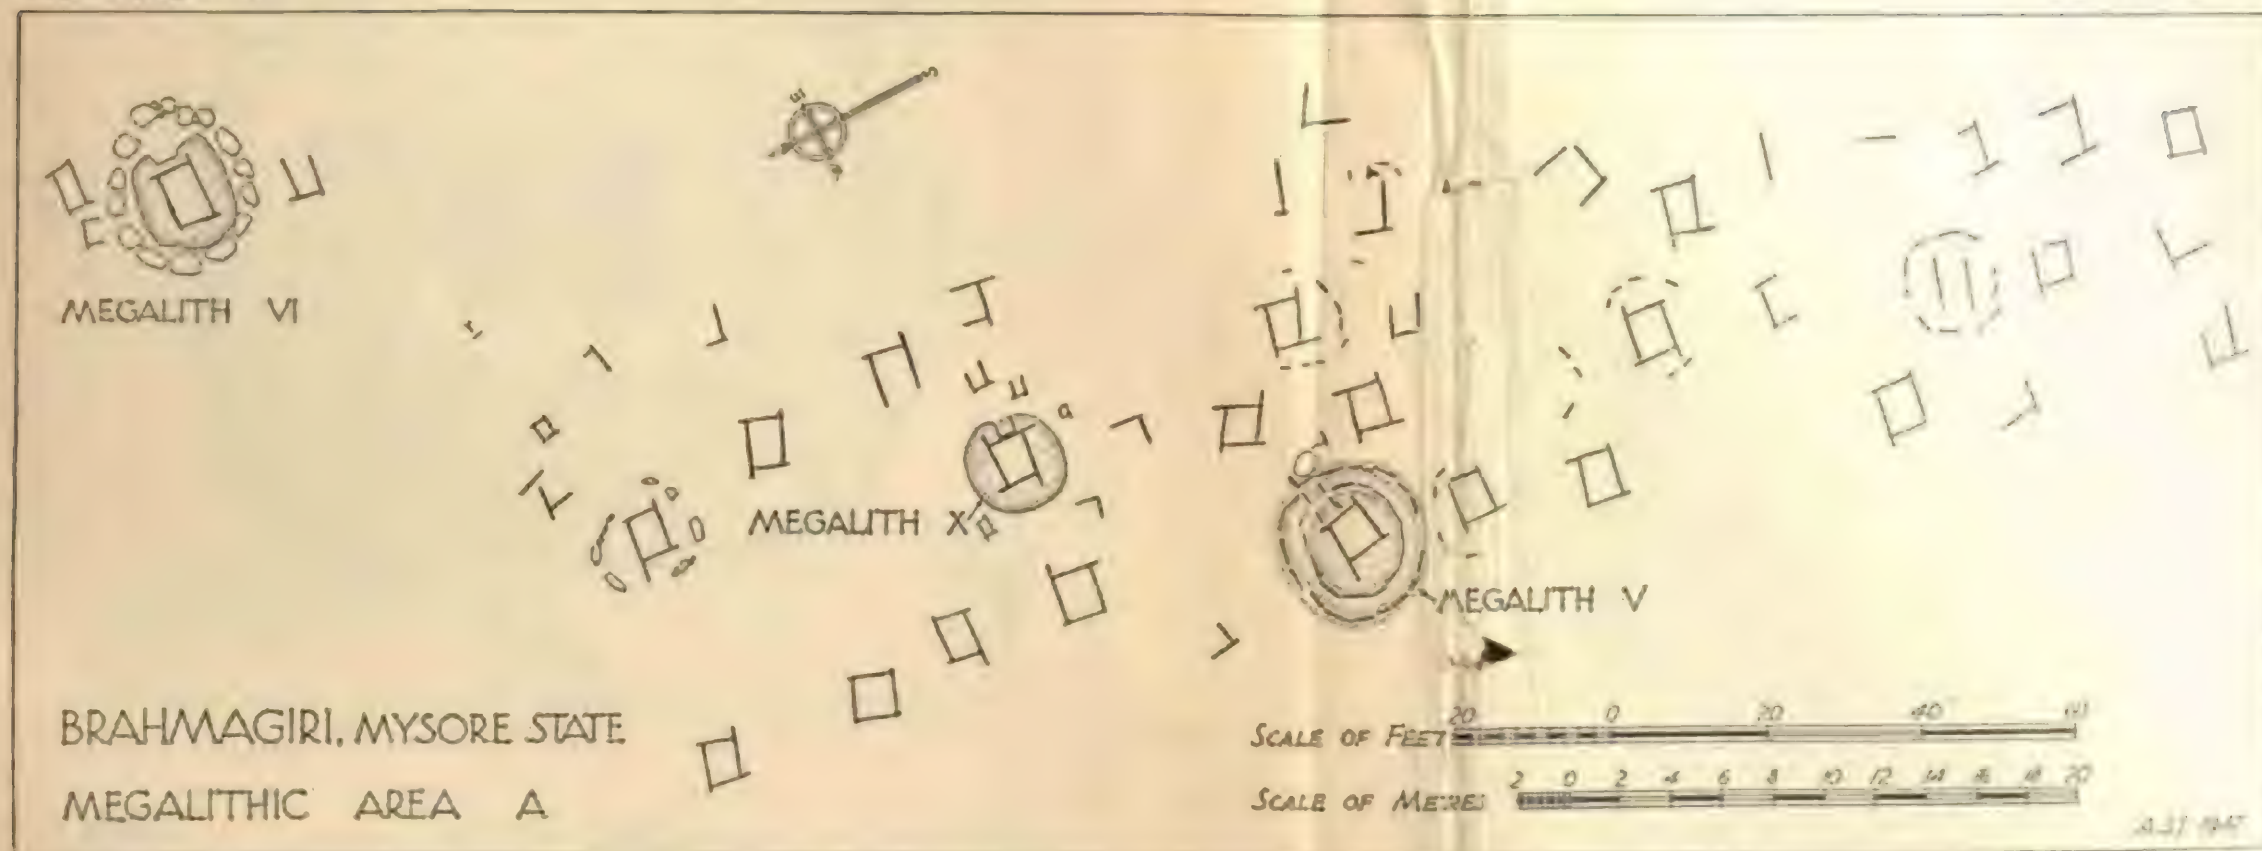 S
E
MEGALITH VI
a
MEGALITH X
MEGALITH V
BRAHMAGIRI, MYSORE STATE
MEGALITHIC AREA A
20 0 20 40 60
SCALE OF FEET
2 0 2 4 6 8 10 12 14 16 18 20
SCALE OF METRES